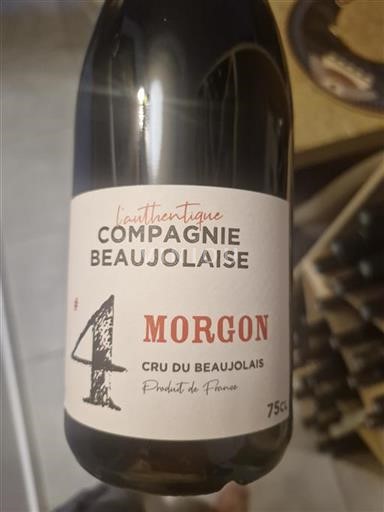 l'authentique
COMPAGNIE
BEAUJOLAISE
#4
MORGON
CRU DU BEAUJOLAIS
Produit de France
75CL